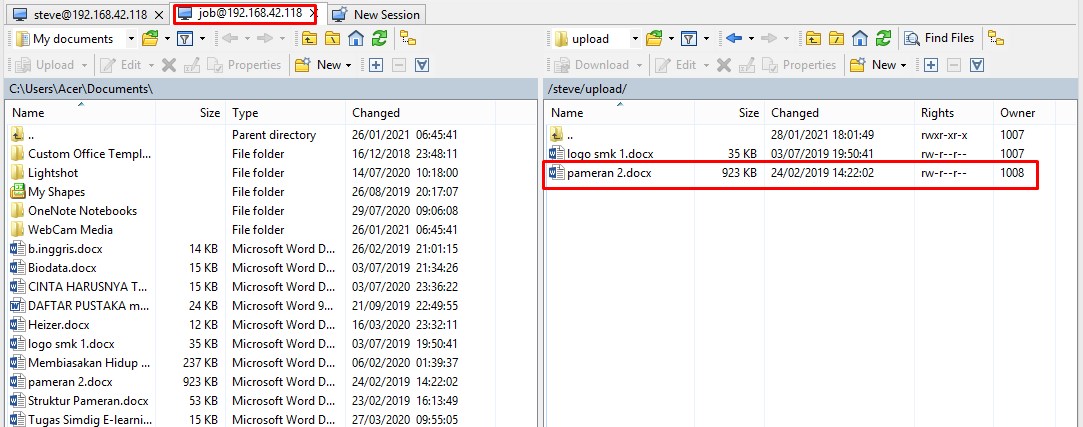 steve@192.168.42.118 × job@192.168.42.118 × New Session
My documents upload Find Files
Upload Edit Properties New Download Edit Properties New
C:\Users\Acer\Documents\ /steve/upload/
Name Size Type Changed Name Size Changed Rights Owner
.. Parent directory 26/01/2021 06:45:41 .. 28/01/2021 18:01:49 rwxr-xr-x 1007
Custom Office Templ... File folder 16/12/2018 23:48:11 logo smk 1.docx 35 KB 03/07/2019 19:50:41 rw-r--r-- 1007
Lightshot File folder 14/07/2020 10:18:00 pameran 2.docx 923 KB 24/02/2019 14:22:02 rw-r--r-- 1008
My Shapes File folder 26/08/2019 20:17:07
OneNote Notebooks File folder 29/07/2020 09:06:08
WebCam Media File folder 26/01/2021 06:45:41
b.inggris.docx 14 KB Microsoft Word D... 26/02/2019 21:01:15
Biodata.docx 15 KB Microsoft Word D... 03/07/2019 21:34:26
CINTA HARUSNYA T... 15 KB Microsoft Word D... 03/07/2020 23:36:22
DAFTAR PUSTAKA m... 24 KB Microsoft Word 9... 21/09/2019 22:49:55
Heizer.docx 12 KB Microsoft Word D... 16/03/2020 23:32:11
logo smk 1.docx 35 KB Microsoft Word D... 03/07/2019 19:50:41
Membiasakan Hidup ... 237 KB Microsoft Word D... 06/02/2020 01:39:37
pameran 2.docx 923 KB Microsoft Word D... 24/02/2019 14:22:02
Struktur Pameran.docx 53 KB Microsoft Word D... 23/02/2019 16:13:49
Tugas Simdig E-learni... 15 KB Microsoft Word D... 27/03/2020 09:55:05